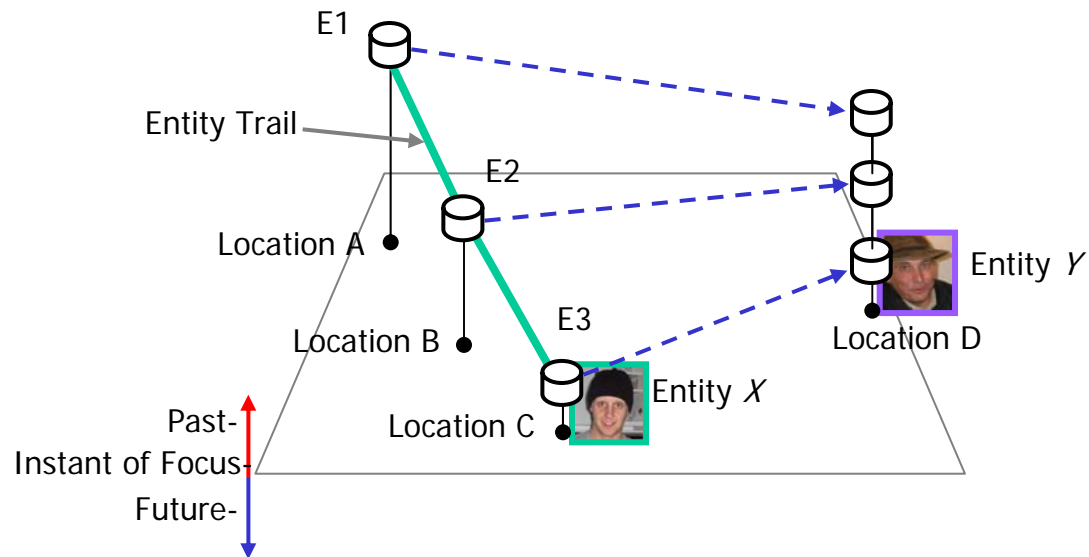 E1
Entity Trail
E2
Location A
Entity Y
Location B
E3
Location D
Entity X
Location C
Past-
Instant of Focus-
Future-